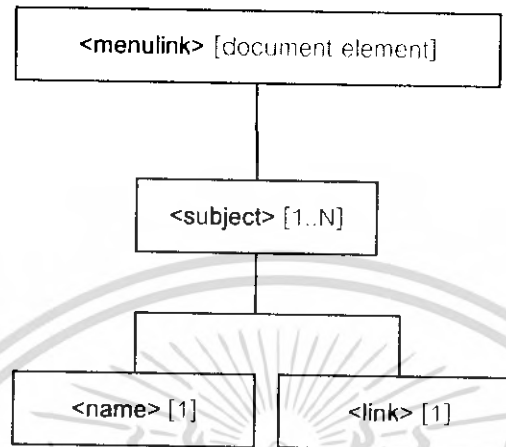 <menulink> [document element]
<subject> [1..N]
<name> [1]
<link> [1]